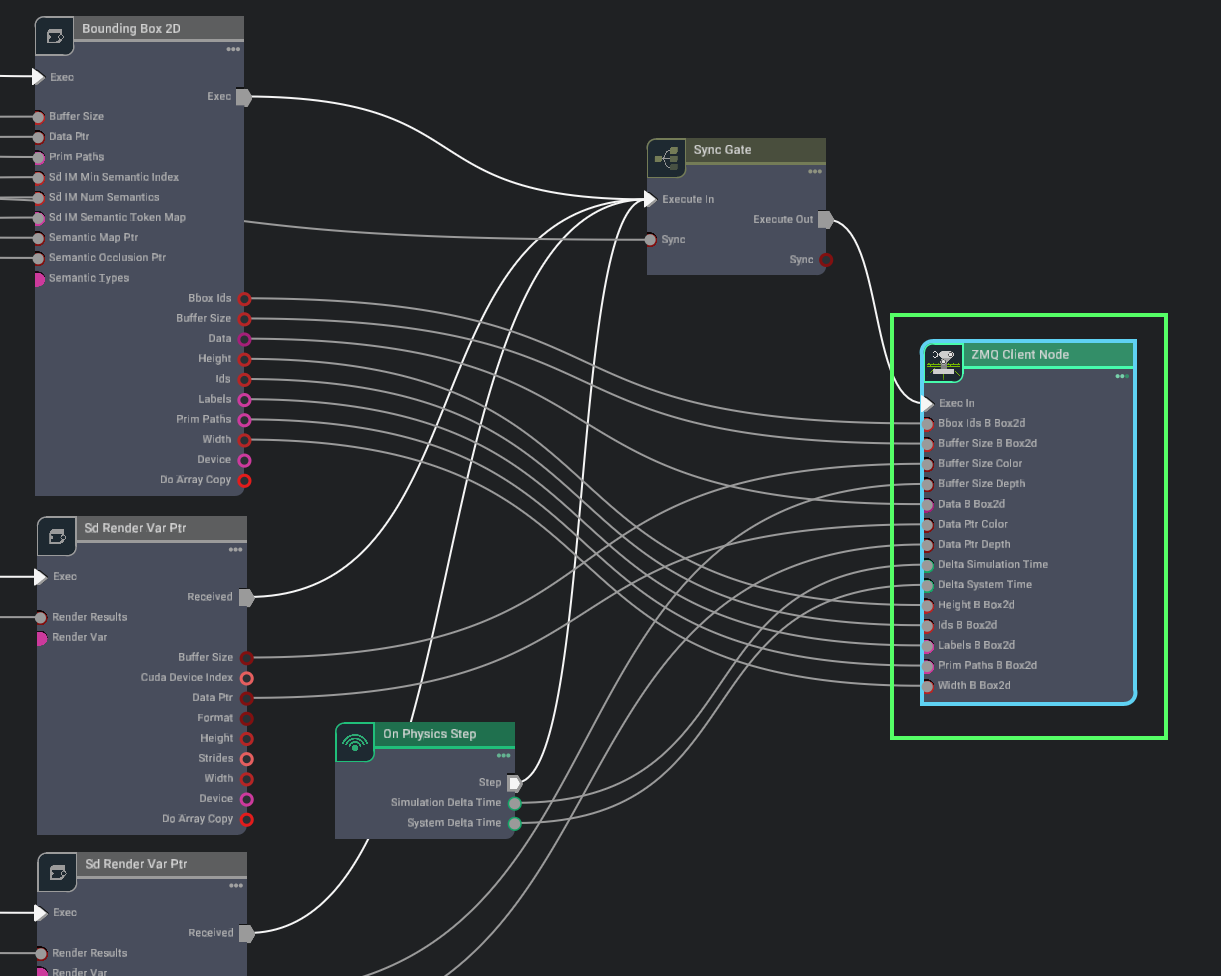 Bounding Box 2D
Exec
Exec
Buffer Size
Data Ptr
Prim Paths
Sd IM Min Semantic Index
Sd IM Num Semantics
Sd IM Semantic Token Map
Semantic Map Ptr
Semantic Occlusion Ptr
Semantic Types
Bbox Ids
Buffer Size
Data
Height
Ids
Labels
Prim Paths
Width
Device
Do Array Copy
Sync Gate
Execute In
Execute Out
Sync
Sync
ZMQ Client Node
Exec In
Bbox Ids B Box2d
Buffer Size B Box2d
Buffer Size Color
Buffer Size Depth
Data B Box2d
Data Ptr Color
Data Ptr Depth
Delta Simulation Time
Delta System Time
Height B Box2d
Ids B Box2d
Labels B Box2d
Prim Paths B Box2d
Width B Box2d
Sd Render Var Ptr
Exec
Received
Render Results
Render Var
Buffer Size
Cuda Device Index
Data Ptr
Format
Height
Strides
Width
Device
Do Array Copy
On Physics Step
Step
Simulation Delta Time
System Delta Time
Sd Render Var Ptr
Exec
Received
Render Results
Render Var